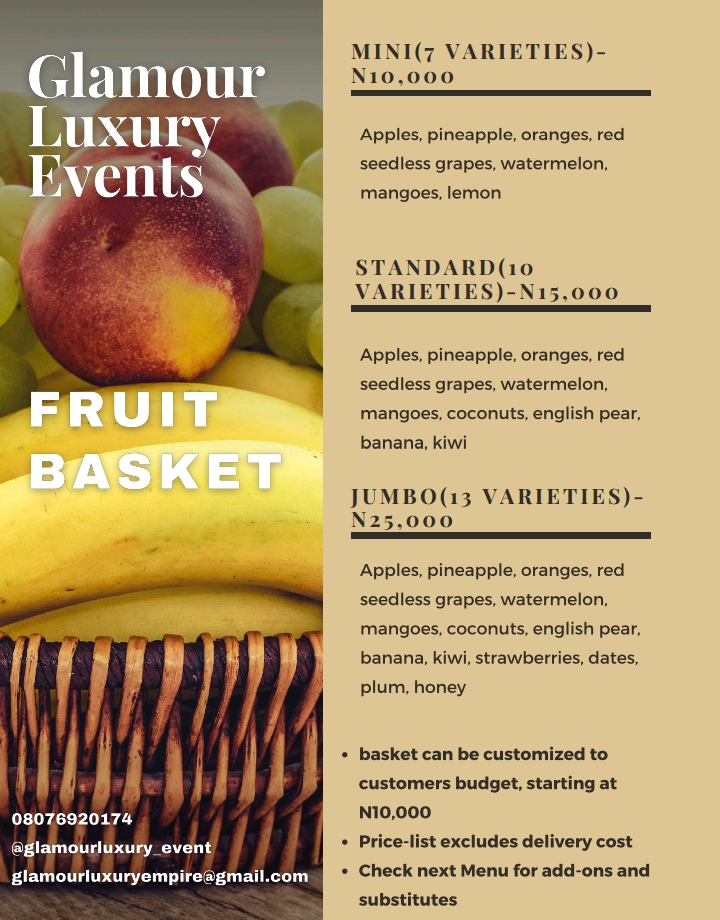 Glamour
Luxury
Events
FRUIT
BASKET
08076920174
@glamourluxury_event
glamourluxuryempire@gmail.com
MINI(7 VARIETIES)-
N10,000
Apples, pineapple, oranges, red
seedless grapes, watermelon,
mangoes, lemon
STANDARD(10
VARIETIES)-N15,000
Apples, pineapple, oranges, red
seedless grapes, watermelon,
mangoes, coconuts, english pear,
banana, kiwi
JUMBO(13 VARIETIES)-
N25,000
Apples, pineapple, oranges, red
seedless grapes, watermelon,
mangoes, coconuts, english pear,
banana, kiwi, strawberries, dates,
plum, honey
• basket can be customized to
customers budget, starting at
N10,000
• Price-list excludes delivery cost
• Check next Menu for add-ons and
substitutes